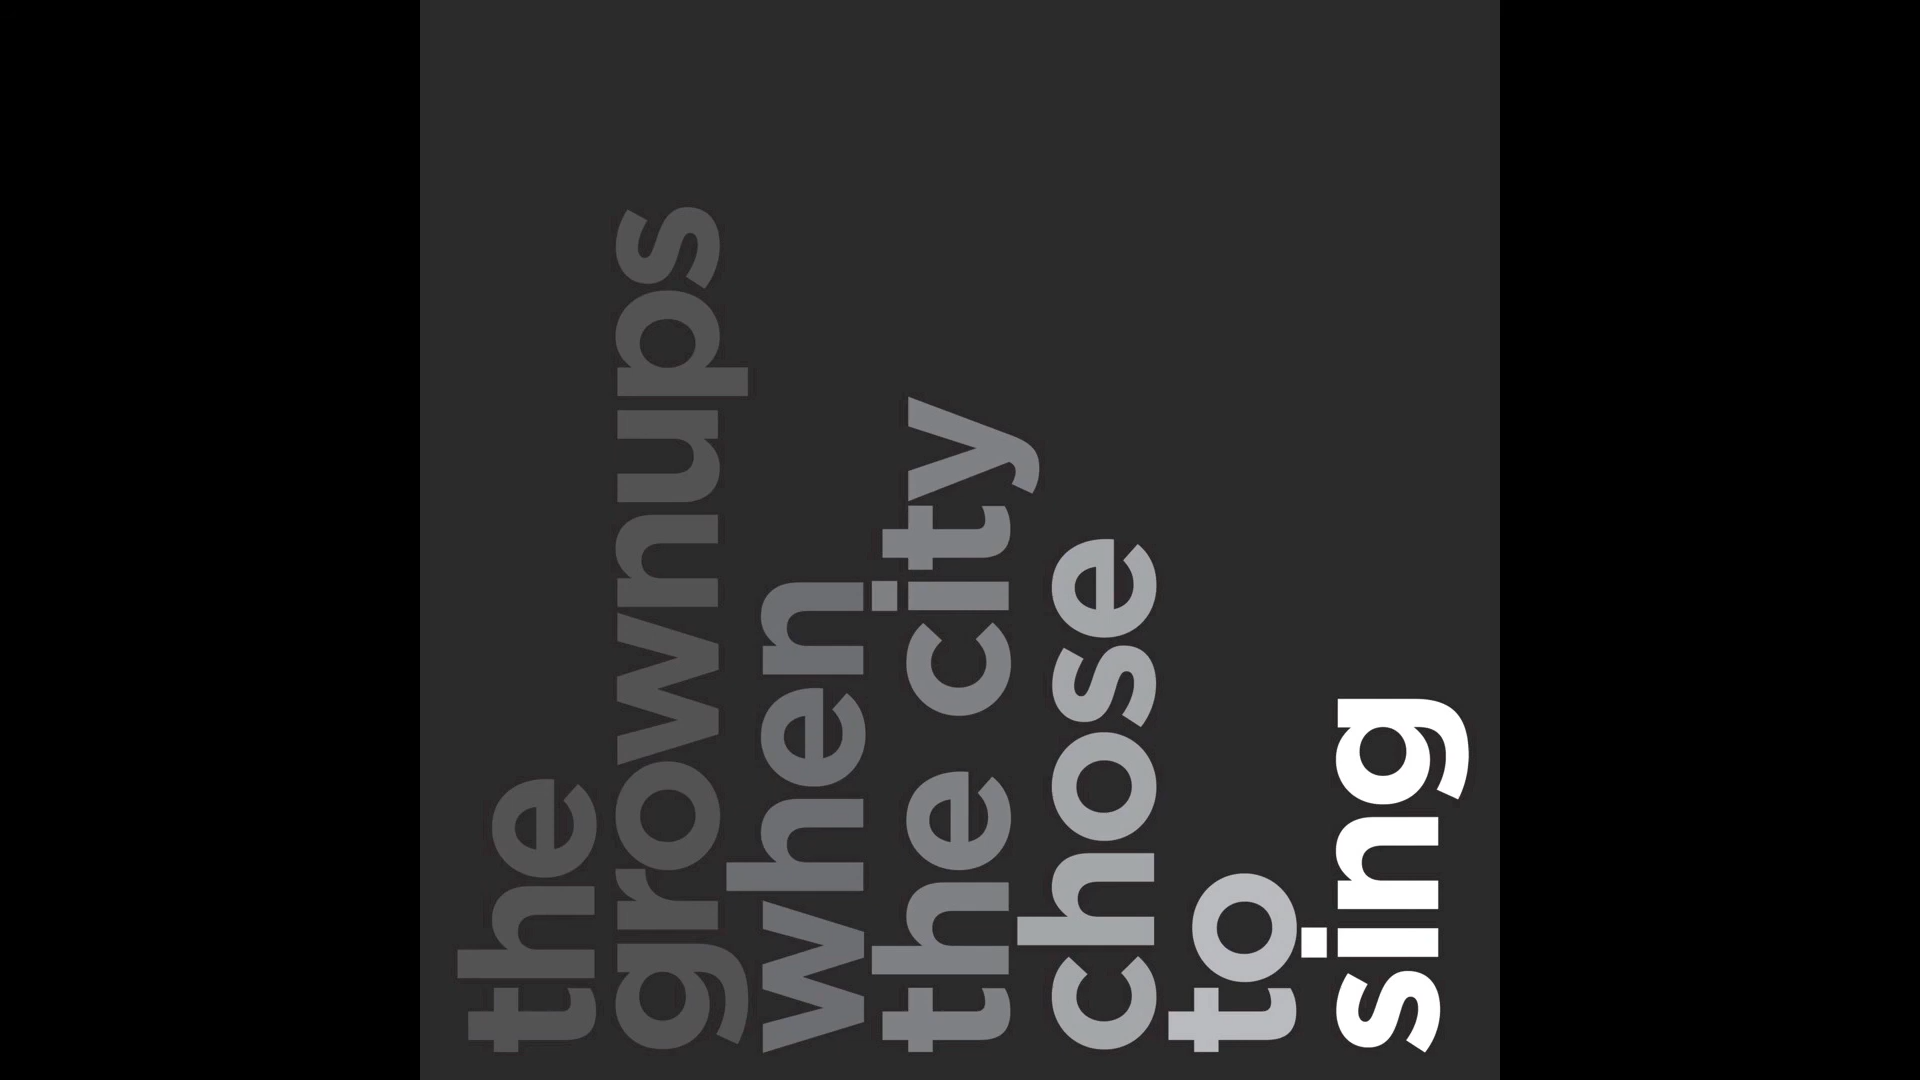 the
grownups
when
the city
chose
to
sing